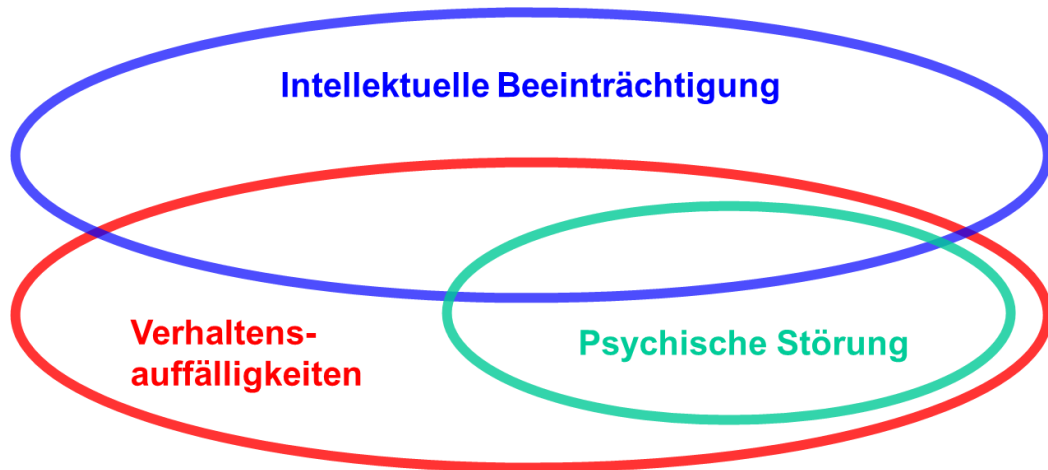 Intellektuelle Beeinträchtigung
Verhaltens-
auffälligkeiten
Psychische Störung